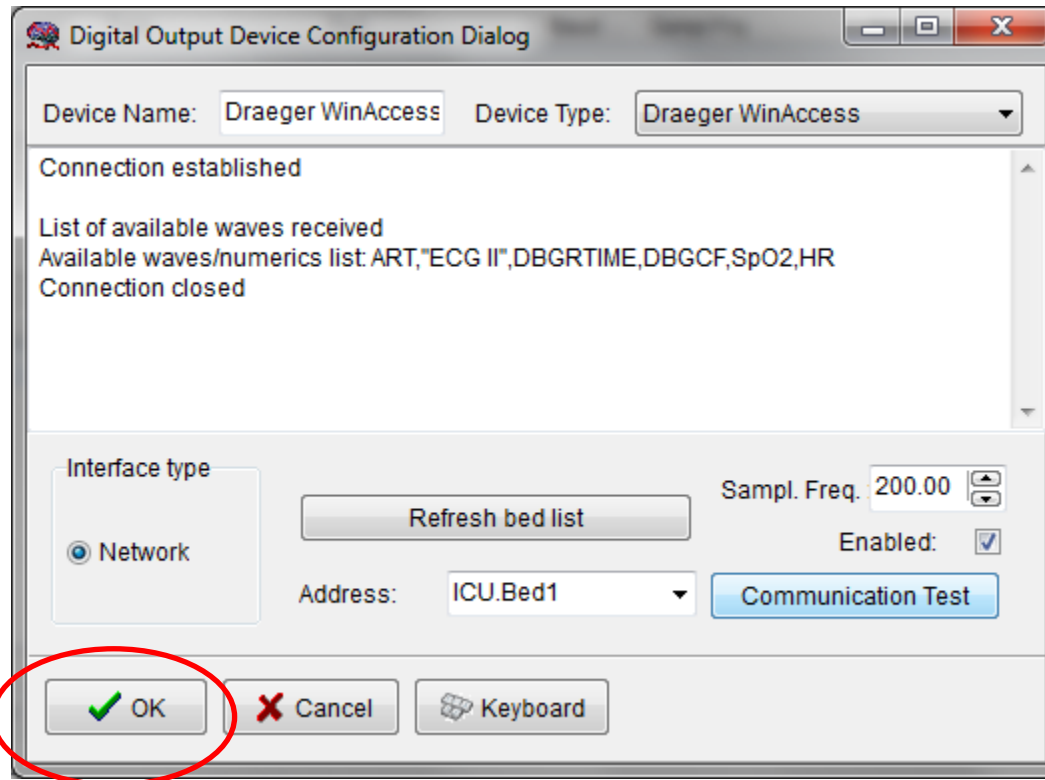 Digital Output Device Configuration Dialog
Device Name: Draeger WinAccess Device Type: Draeger WinAccess
Connection established
List of available waves received
Available waves/numerics list: ART,"ECG II",DBGRTIME,DBGCF,SpO2,HR
Connection closed
Interface type
Sampl. Freq. 200.00
Refresh bed list
Enabled:
Network
Address: ICU.Bed1 Communication Test
OK Cancel Keyboard